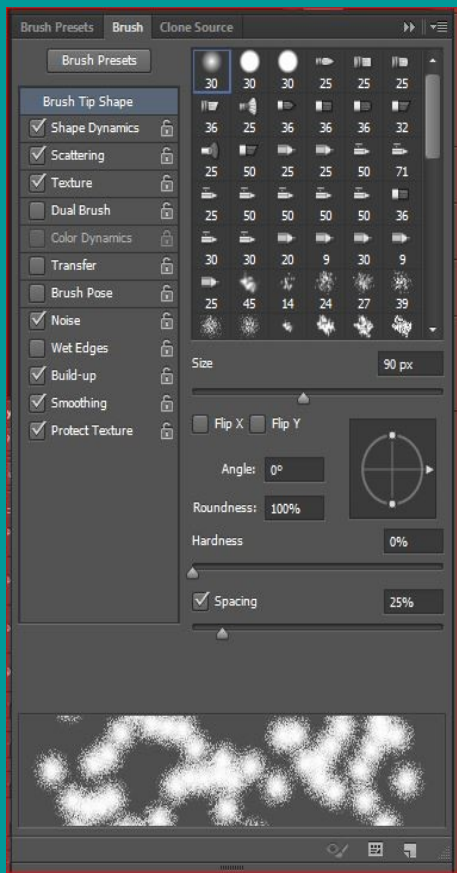 Brush Presets Brush Clone Source
Brush Presets
Brush Tip Shape
Shape Dynamics
Scattering
Texture
Dual Brush
Color Dynamics
Transfer
Brush Pose
Noise
Wet Edges
Build-up
Smoothing
Protect Texture
30 30 30 25 25 25
36 25 36 36 36 32
25 50 25 25 50 71
25 50 50 50 50 36
30 30 20 9 30 9
25 45 14 24 27 39
Size 90 px
Flip X Flip Y
Angle: 0º
Roundness: 100%
Hardness 0%
Spacing 25%